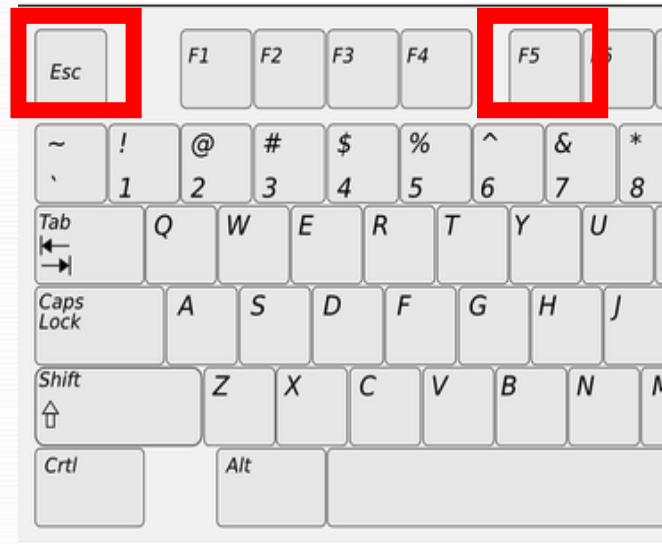 Esc F1 F2 F3 F4 F5
~ ! @ # $ % ^ & *
` 1 2 3 4 5 6 7 8
Tab Q W E R T Y U
Caps Lock A S D F G H J
Shift Z X C V B N
Crtl Alt